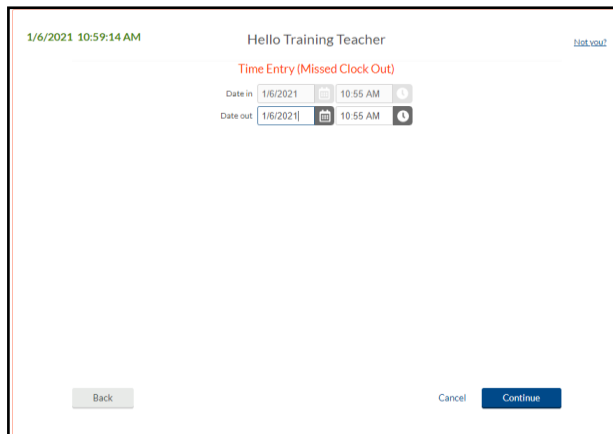 1/6/2021 10:59:14 AM Hello Training Teacher Not you?
Time Entry (Missed Clock Out)
Date in 1/6/2021 10:55 AM
Date out 1/6/2021 10:55 AM
Back Cancel Continue